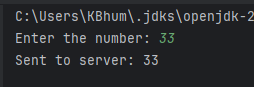 C:\Users\KBhum\.jdks\openjdk-2
Enter the number: 33
Sent to server: 33